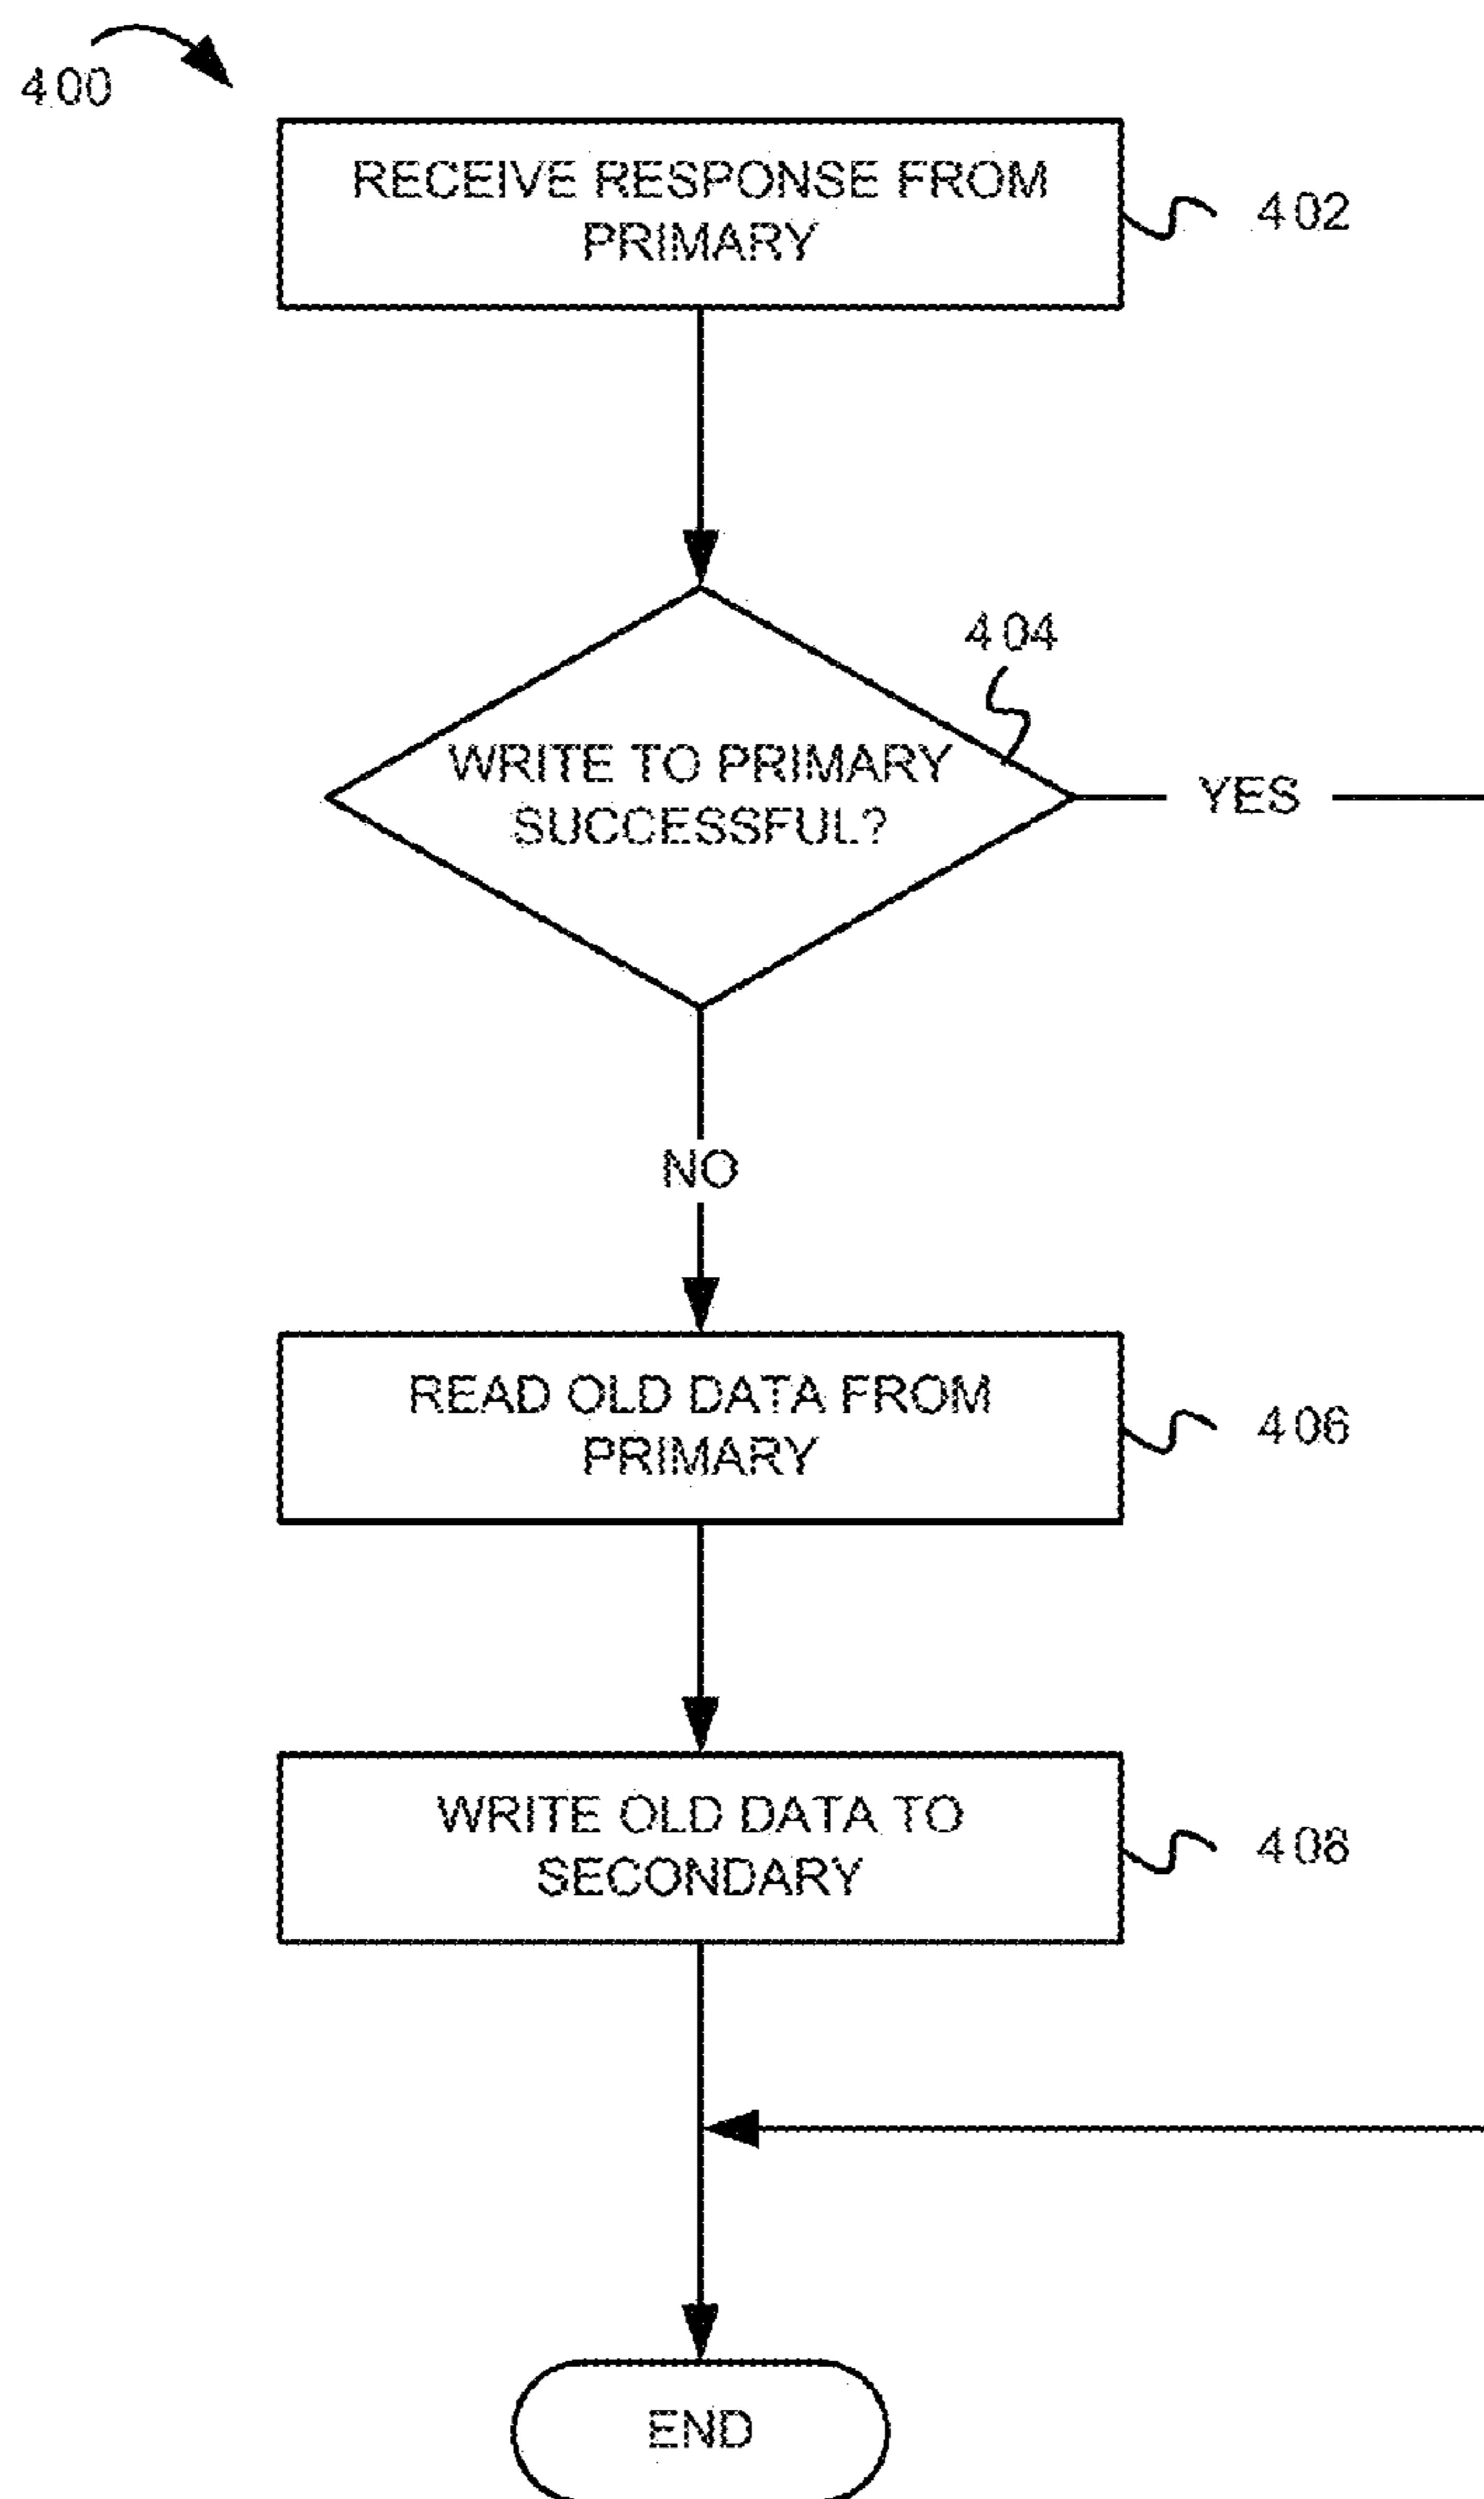 400
RECEIVE RESPONSE FROM
PRIMARY
402
404
WRITE TO PRIMARY
SUCCESSFUL?
YES
NO
READ OLD DATA FROM
PRIMARY
406
WRITE OLD DATA TO
SECONDARY
408
END